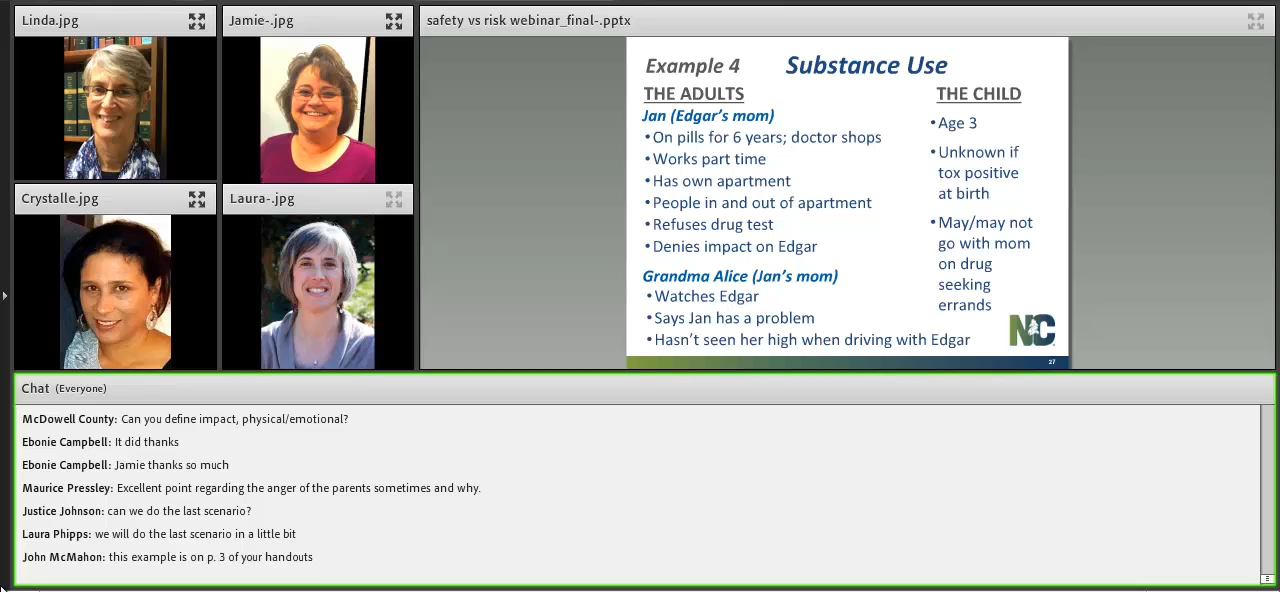 Linda.jpg
Jamie-.jpg
safety vs risk webinar_final-.pptx
Crystalle.jpg
Laura-.jpg
Example 4 Substance Use
THE ADULTS
Jan (Edgar's mom)
•On pills for 6 years; doctor shops
•Works part time
•Has own apartment
•People in and out of apartment
•Refuses drug test
•Denies impact on Edgar
Grandma Alice (Jan's mom)
•Watches Edgar
•Says Jan has a problem
•Hasn't seen her high when driving with Edgar
THE CHILD
•Age 3
•Unknown if
tox positive
at birth
•May/may not
go with mom
on drug
seeking
errands
NC
27
Chat (Everyone)
McDowell County: Can you define impact, physical/emotional?
Ebonie Campbell: It did thanks
Ebonie Campbell: Jamie thanks so much
Maurice Pressley: Excellent point regarding the anger of the parents sometimes and why.
Justice Johnson: can we do the last scenario?
Laura Phipps: we will do the last scenario in a little bit
John McMahon: this example is on p. 3 of your handouts